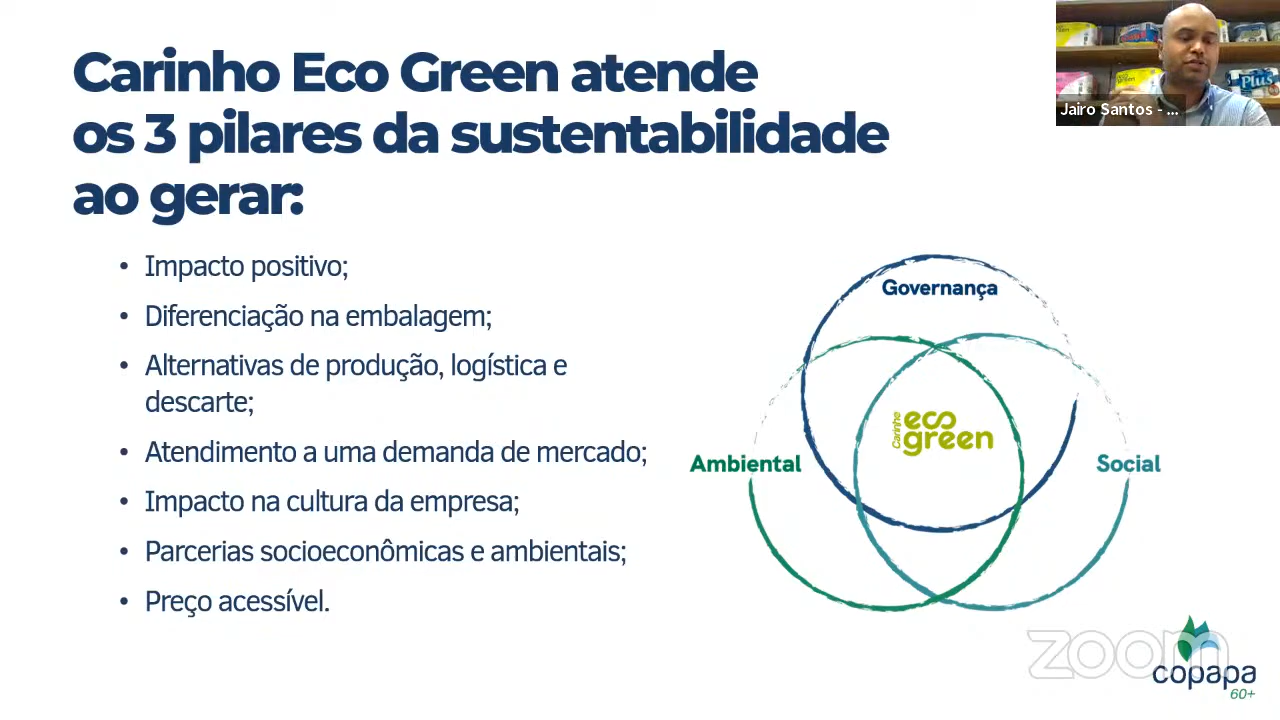 Carinho Eco Green atende
os 3 pilares da sustentabilidade
ao gerar:
• Impacto positivo;
• Diferenciação na embalagem;
• Alternativas de produção, logística e
descarte;
• Atendimento a uma demanda de mercado;
• Impacto na cultura da empresa;
• Parcerias socioeconômicas e ambientais;
• Preço acessível.
Governança
Carinho
eco
green
Ambiental
Social
Plus
Jairo Santos - ...
zoom
copapa
60+